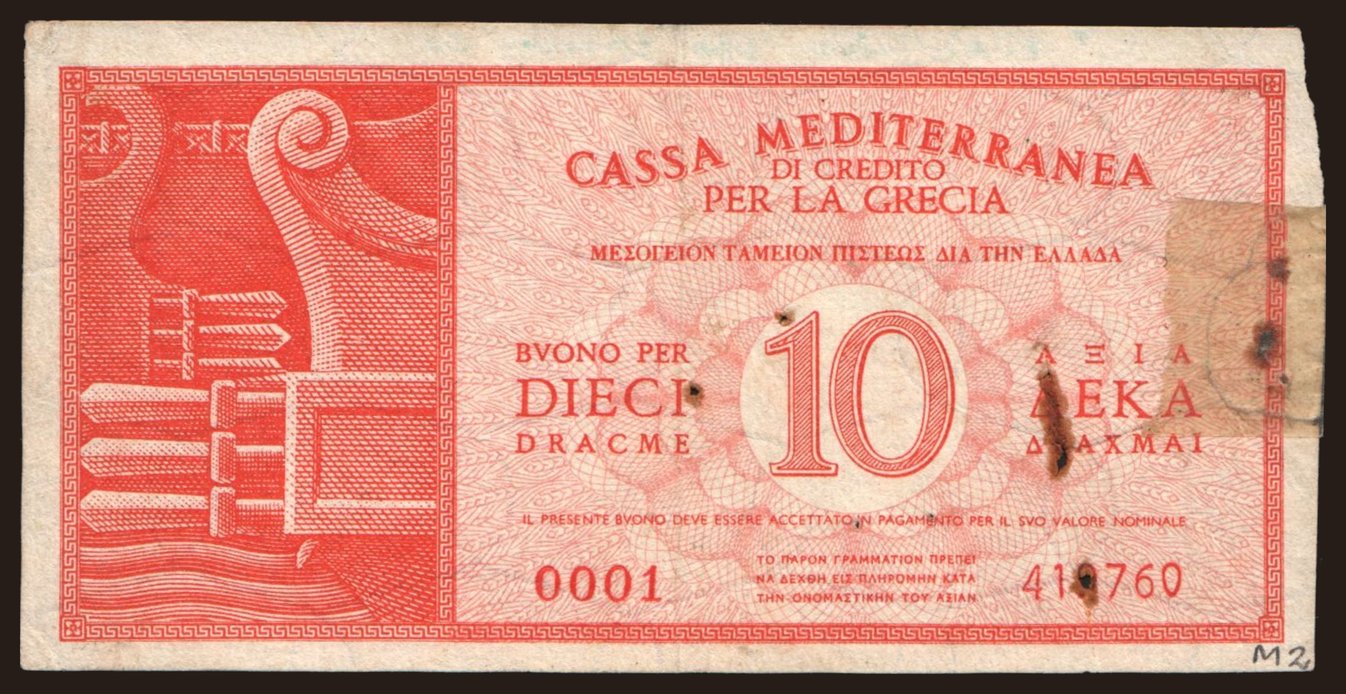 CASSA MEDITERRANEA
DI CREDITO
PER LA GRECIA
ΜΕΣΟΓΕΙΟΝ ΤΑΜΕΙΟΝ ΠΙΣΤΕΩΣ ΔΙΑ ΤΗΝ ΕΛΛΑΔΑ
BVONO PER
DIECI
DRACME
10
ΑΞΙΑ
ΔΕΚΑ
ΔΡΑΧΜΑΙ
IL PRESENTE BVONO DEVE ESSERE ACCETTATO IN PAGAMENTO PER IL SVO VALORE NOMINALE
ΤΟ ΠΑΡΟΝ ΓΡΑΜΜΑΤΙΟΝ ΠΡΕΠΕΙ
ΝΑ ΔΕΧΘΗ ΕΙΣ ΠΛΗΡΩΜΗΝ ΚΑΤΑ
ΤΗΝ ΟΝΟΜΑΣΤΙΚΗΝ ΤΟΥ ΑΞΙΑΝ
0001
M2